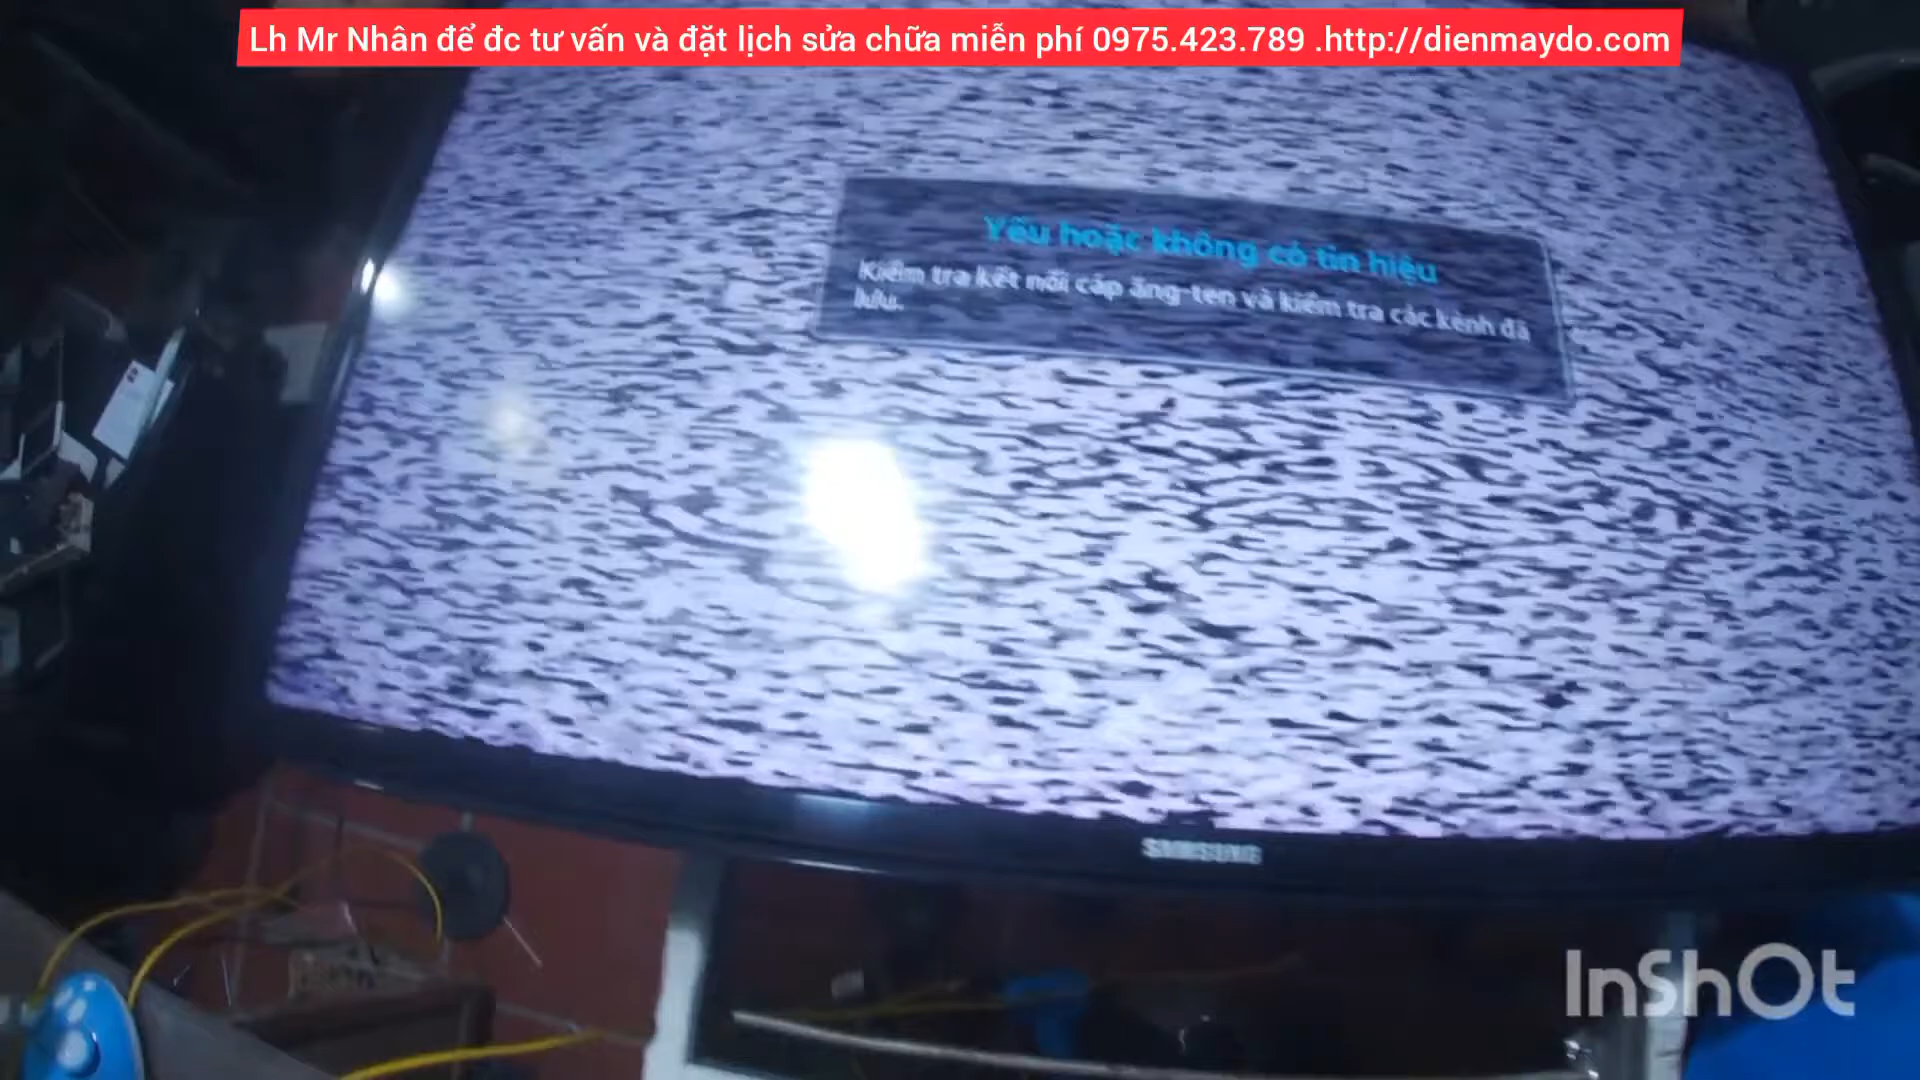 Lh Mr Nhân để đc tư vấn và đặt lịch sửa chữa miễn phí 0975.423.789 .http://dienmaydo.com
Yếu hoặc không có tín hiệu
Kiểm tra kết nối cáp ăng-ten và kiểm tra các kênh đã
lưu.
SAMSUNG
InShOt